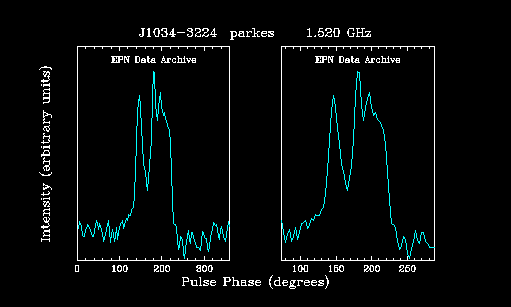 J1034-3224 parkes 1.520 GHz
EPN Data Archive EPN Data Archive
Intensity (arbitrary units)
0 100 200 300 100 150 200 250
Pulse Phase (degrees)